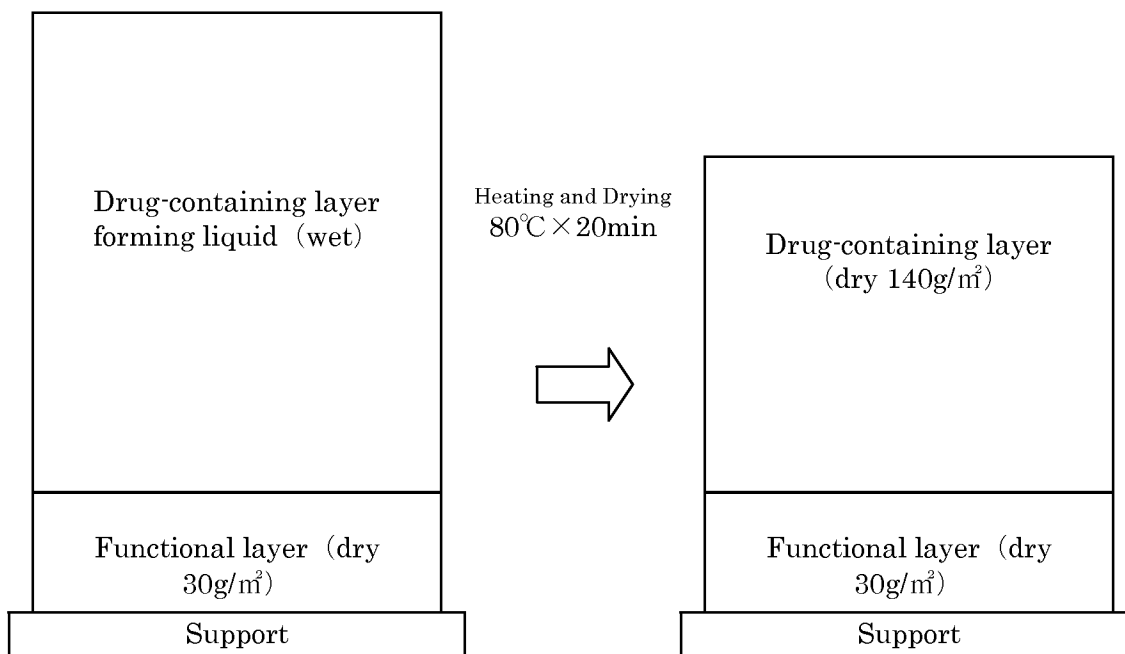 Drug-containing layer
forming liquid（wet）
Functional layer（dry
30g/㎡）
Support
Heating and Drying
80℃×20min
Drug-containing layer
（dry 140g/㎡）
Functional layer（dry
30g/㎡）
Support